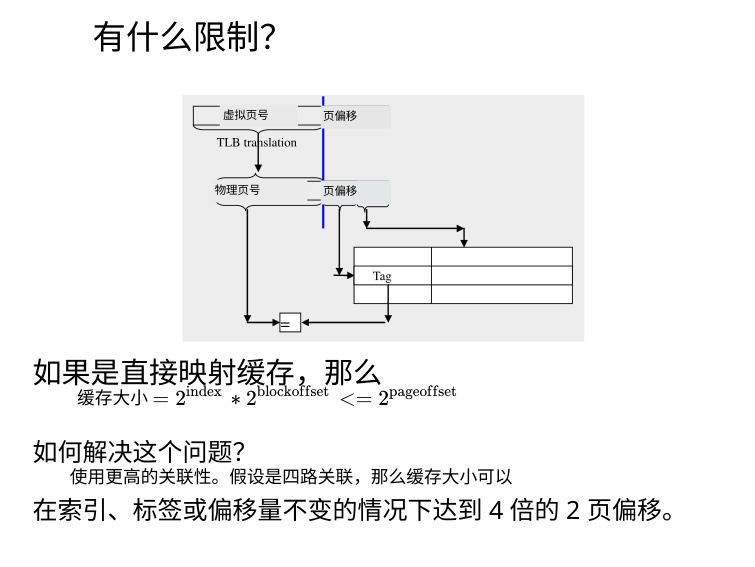 有什么限制?
虚拟页号 页偏移
TLB translation
物理页号 页偏移
Tag
=
如果是直接映射缓存，那么
缓存大小 = 2^index * 2^blockoffset <= 2^pageoffset
如何解决这个问题?
使用更高的关联性。假设是四路关联，那么缓存大小可以
在索引、标签或偏移量不变的情况下达到 4 倍的 2 页偏移。